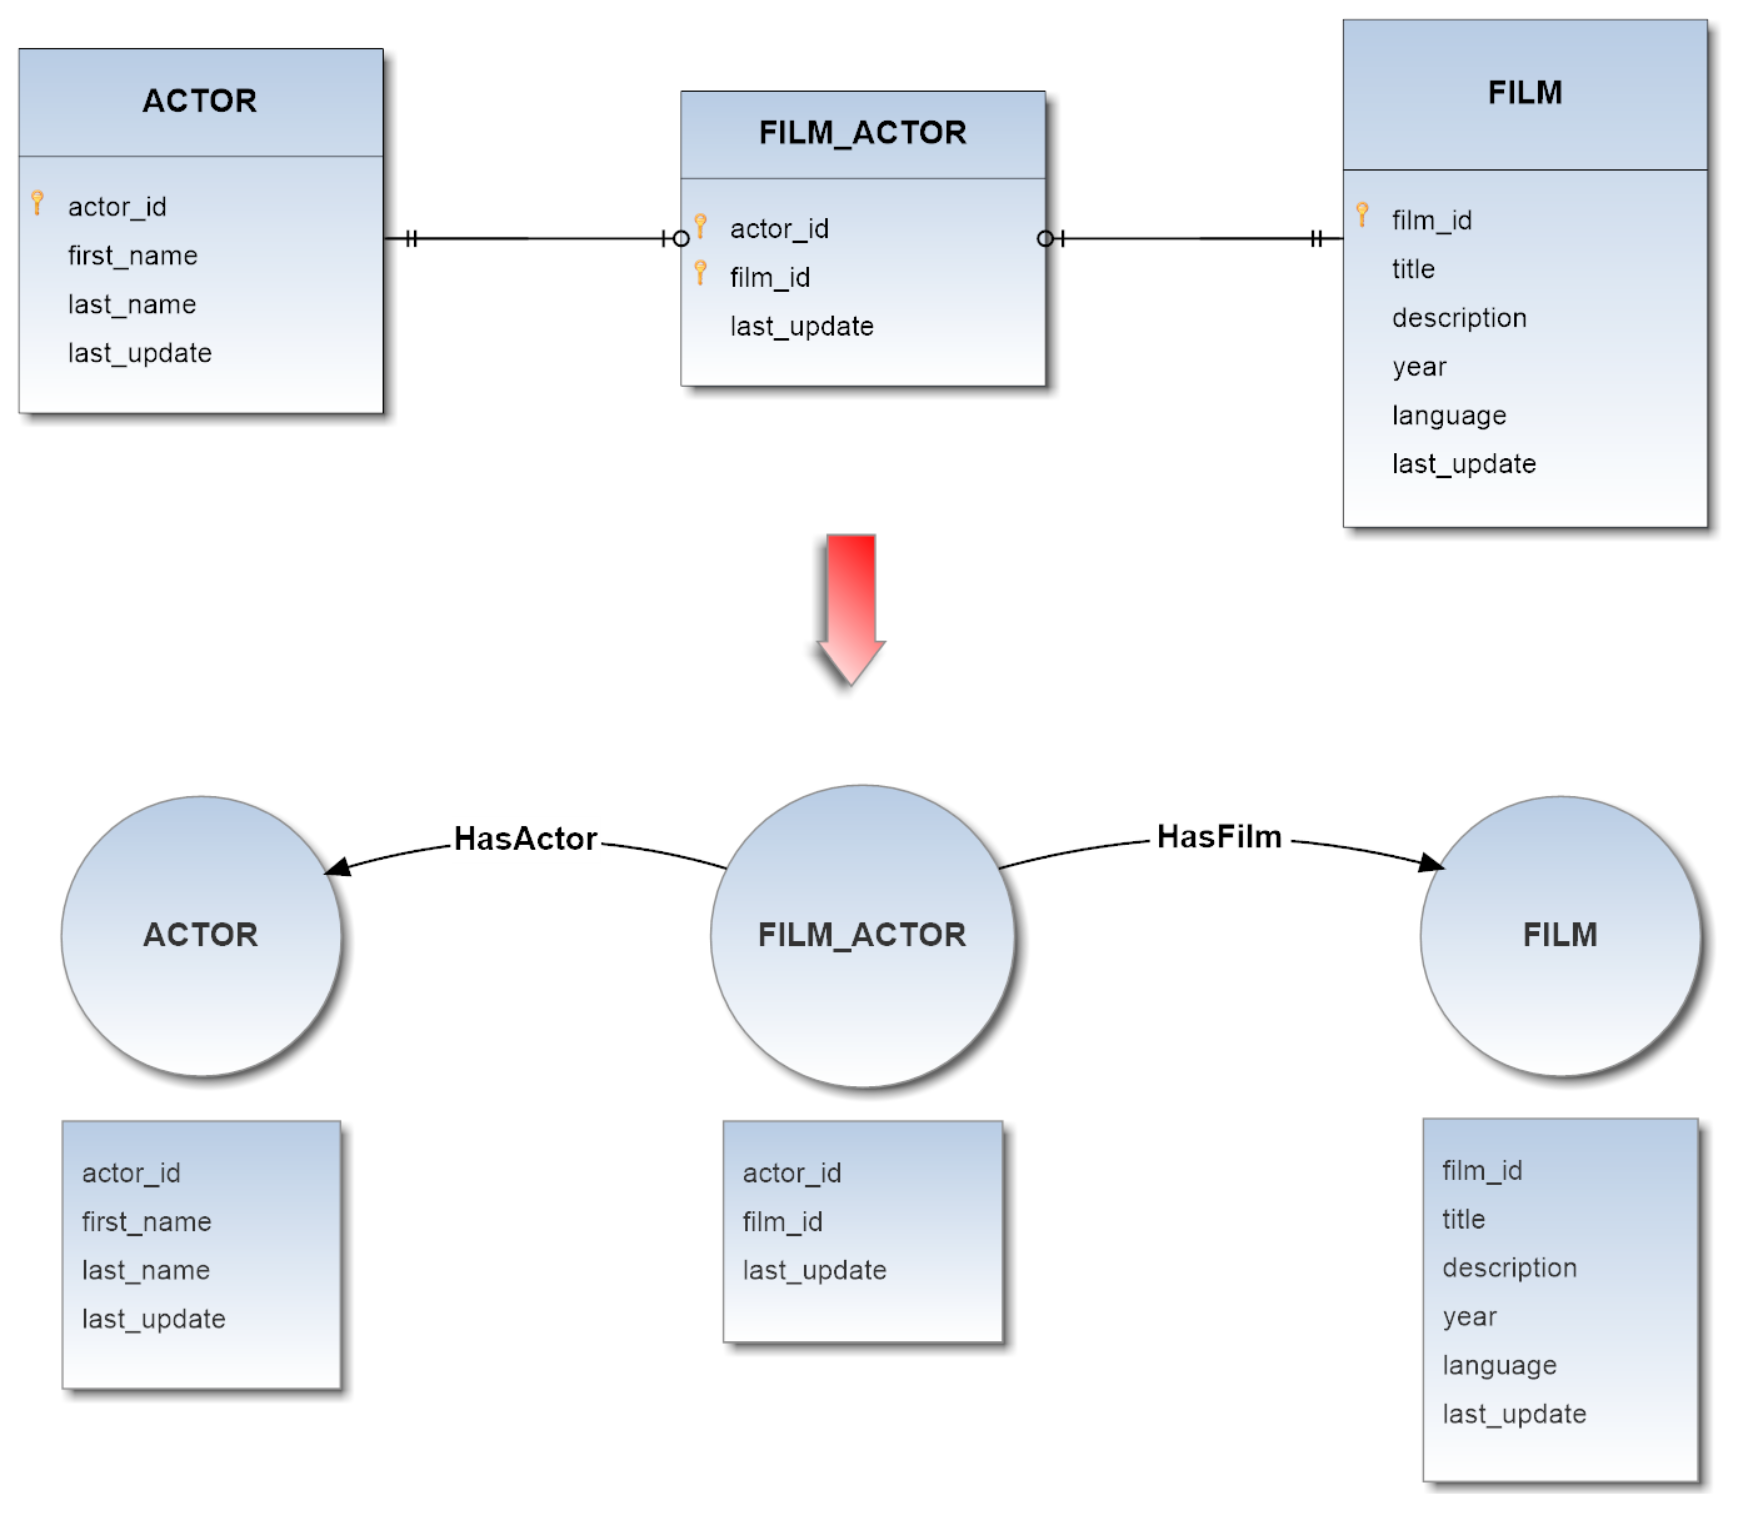 ACTOR
actor_id
first_name
last_name
last_update
FILM_ACTOR
actor_id
film_id
last_update
FILM
film_id
title
description
year
language
last_update
HasActor
HasFilm
ACTOR
FILM_ACTOR
FILM
actor_id
first_name
last_name
last_update
actor_id
film_id
last_update
film_id
title
description
year
language
last_update